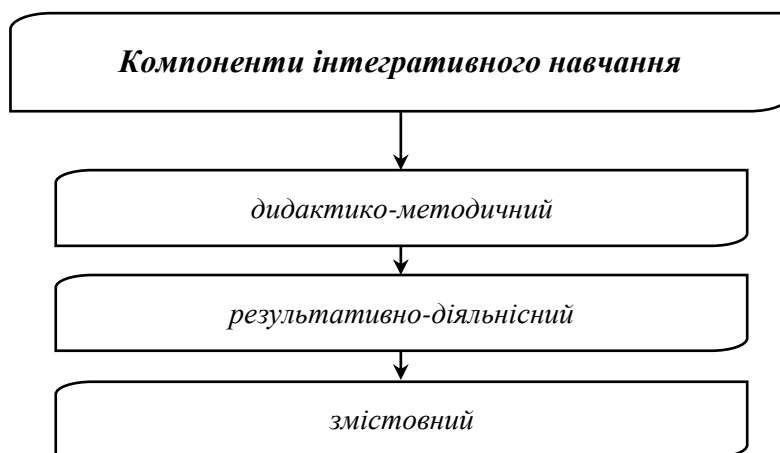 Компоненти інтегративного навчання
дидактико-методичний
результативно-діяльнісний
змістовний